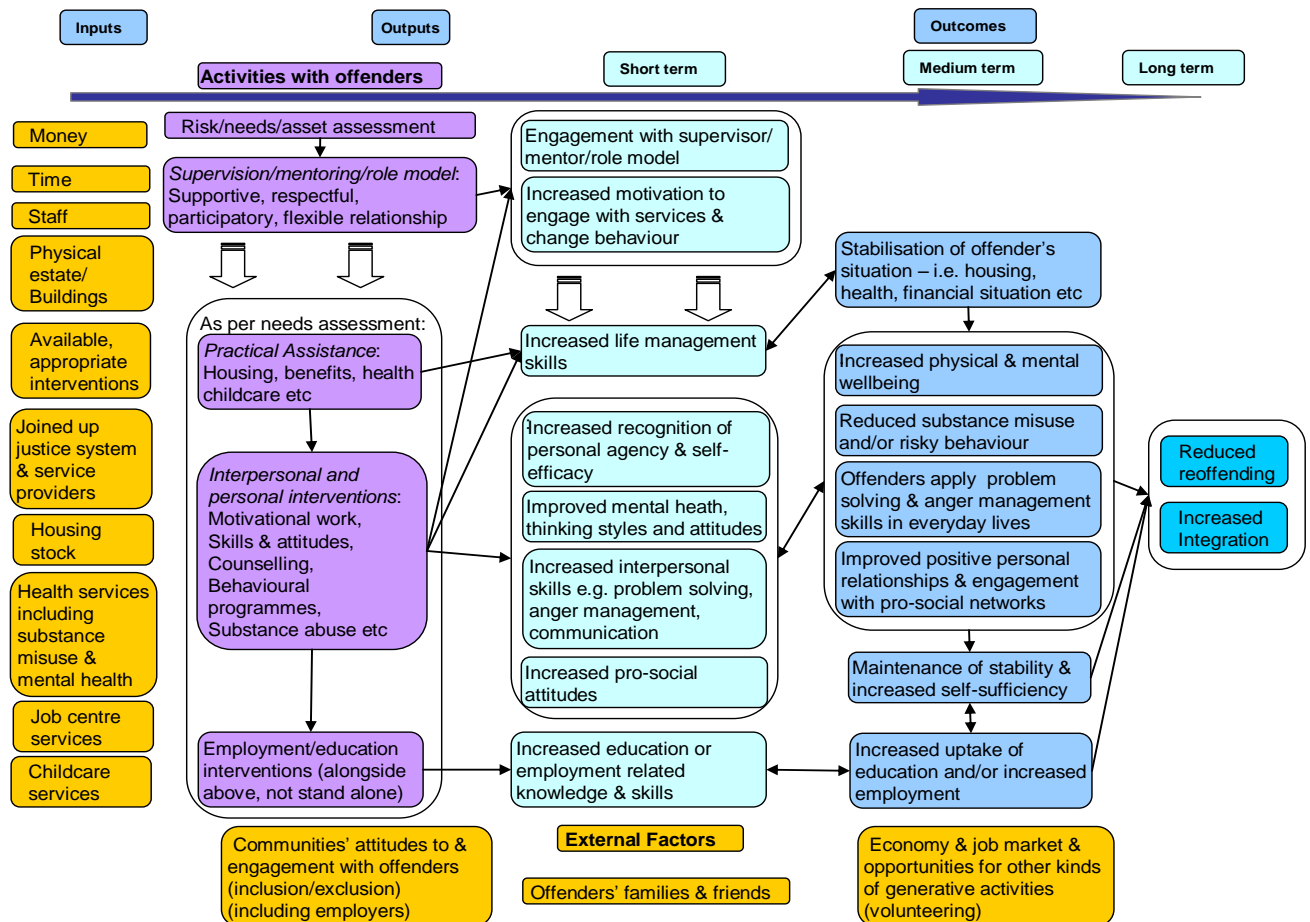 Inputs
Outputs
Outcomes
Activities with offenders
Short term
Medium term
Long term
Money
Time
Staff
Physical
estate/
Buildings
Available,
appropriate
interventions
Joined up
justice system
& service
providers
Housing
stock
Health services
including
substance
misuse &
mental health
Job centre
services
Childcare
services
Risk/needs/asset assessment
Supervision/mentoring/role model:
Supportive, respectful,
participatory, flexible relationship
As per needs assessment:
Practical Assistance:
Housing, benefits, health
childcare etc
Interpersonal and
personal interventions:
Motivational work,
Skills & attitudes,
Counselling,
Behavioural
programmes,
Substance abuse etc
Employment/education
interventions (alongside
above, not stand alone)
Engagement with supervisor/
mentor/role model
Increased motivation to
engage with services &
change behaviour
Increased life management
skills
Increased recognition of
personal agency & self-
efficacy
Improved mental heath,
thinking styles and attitudes
Increased interpersonal
skills e.g. problem solving,
anger management,
communication
Increased pro-social
attitudes
Increased education or
employment related
knowledge & skills
Stabilisation of offender's
situation – i.e. housing,
health, financial situation etc
Increased physical & mental
wellbeing
Reduced substance misuse
and/or risky behaviour
Offenders apply problem
solving & anger management
skills in everyday lives
Improved positive personal
relationships & engagement
with pro-social networks
Maintenance of stability &
increased self-sufficiency
Increased uptake of
education and/or increased
employment
Reduced
reoffending
Increased
Integration
Communities' attitudes to &
engagement with offenders
(inclusion/exclusion)
(including employers)
External Factors
Offenders' families & friends
Economy & job market &
opportunities for other kinds
of generative activities
(volunteering)